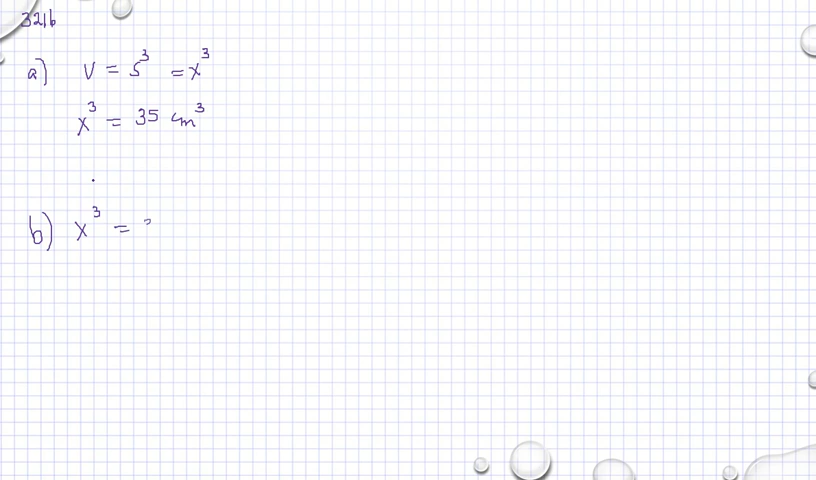 3216
a) V = s³ = x³
x³ = 35 cm³
b) x³ =